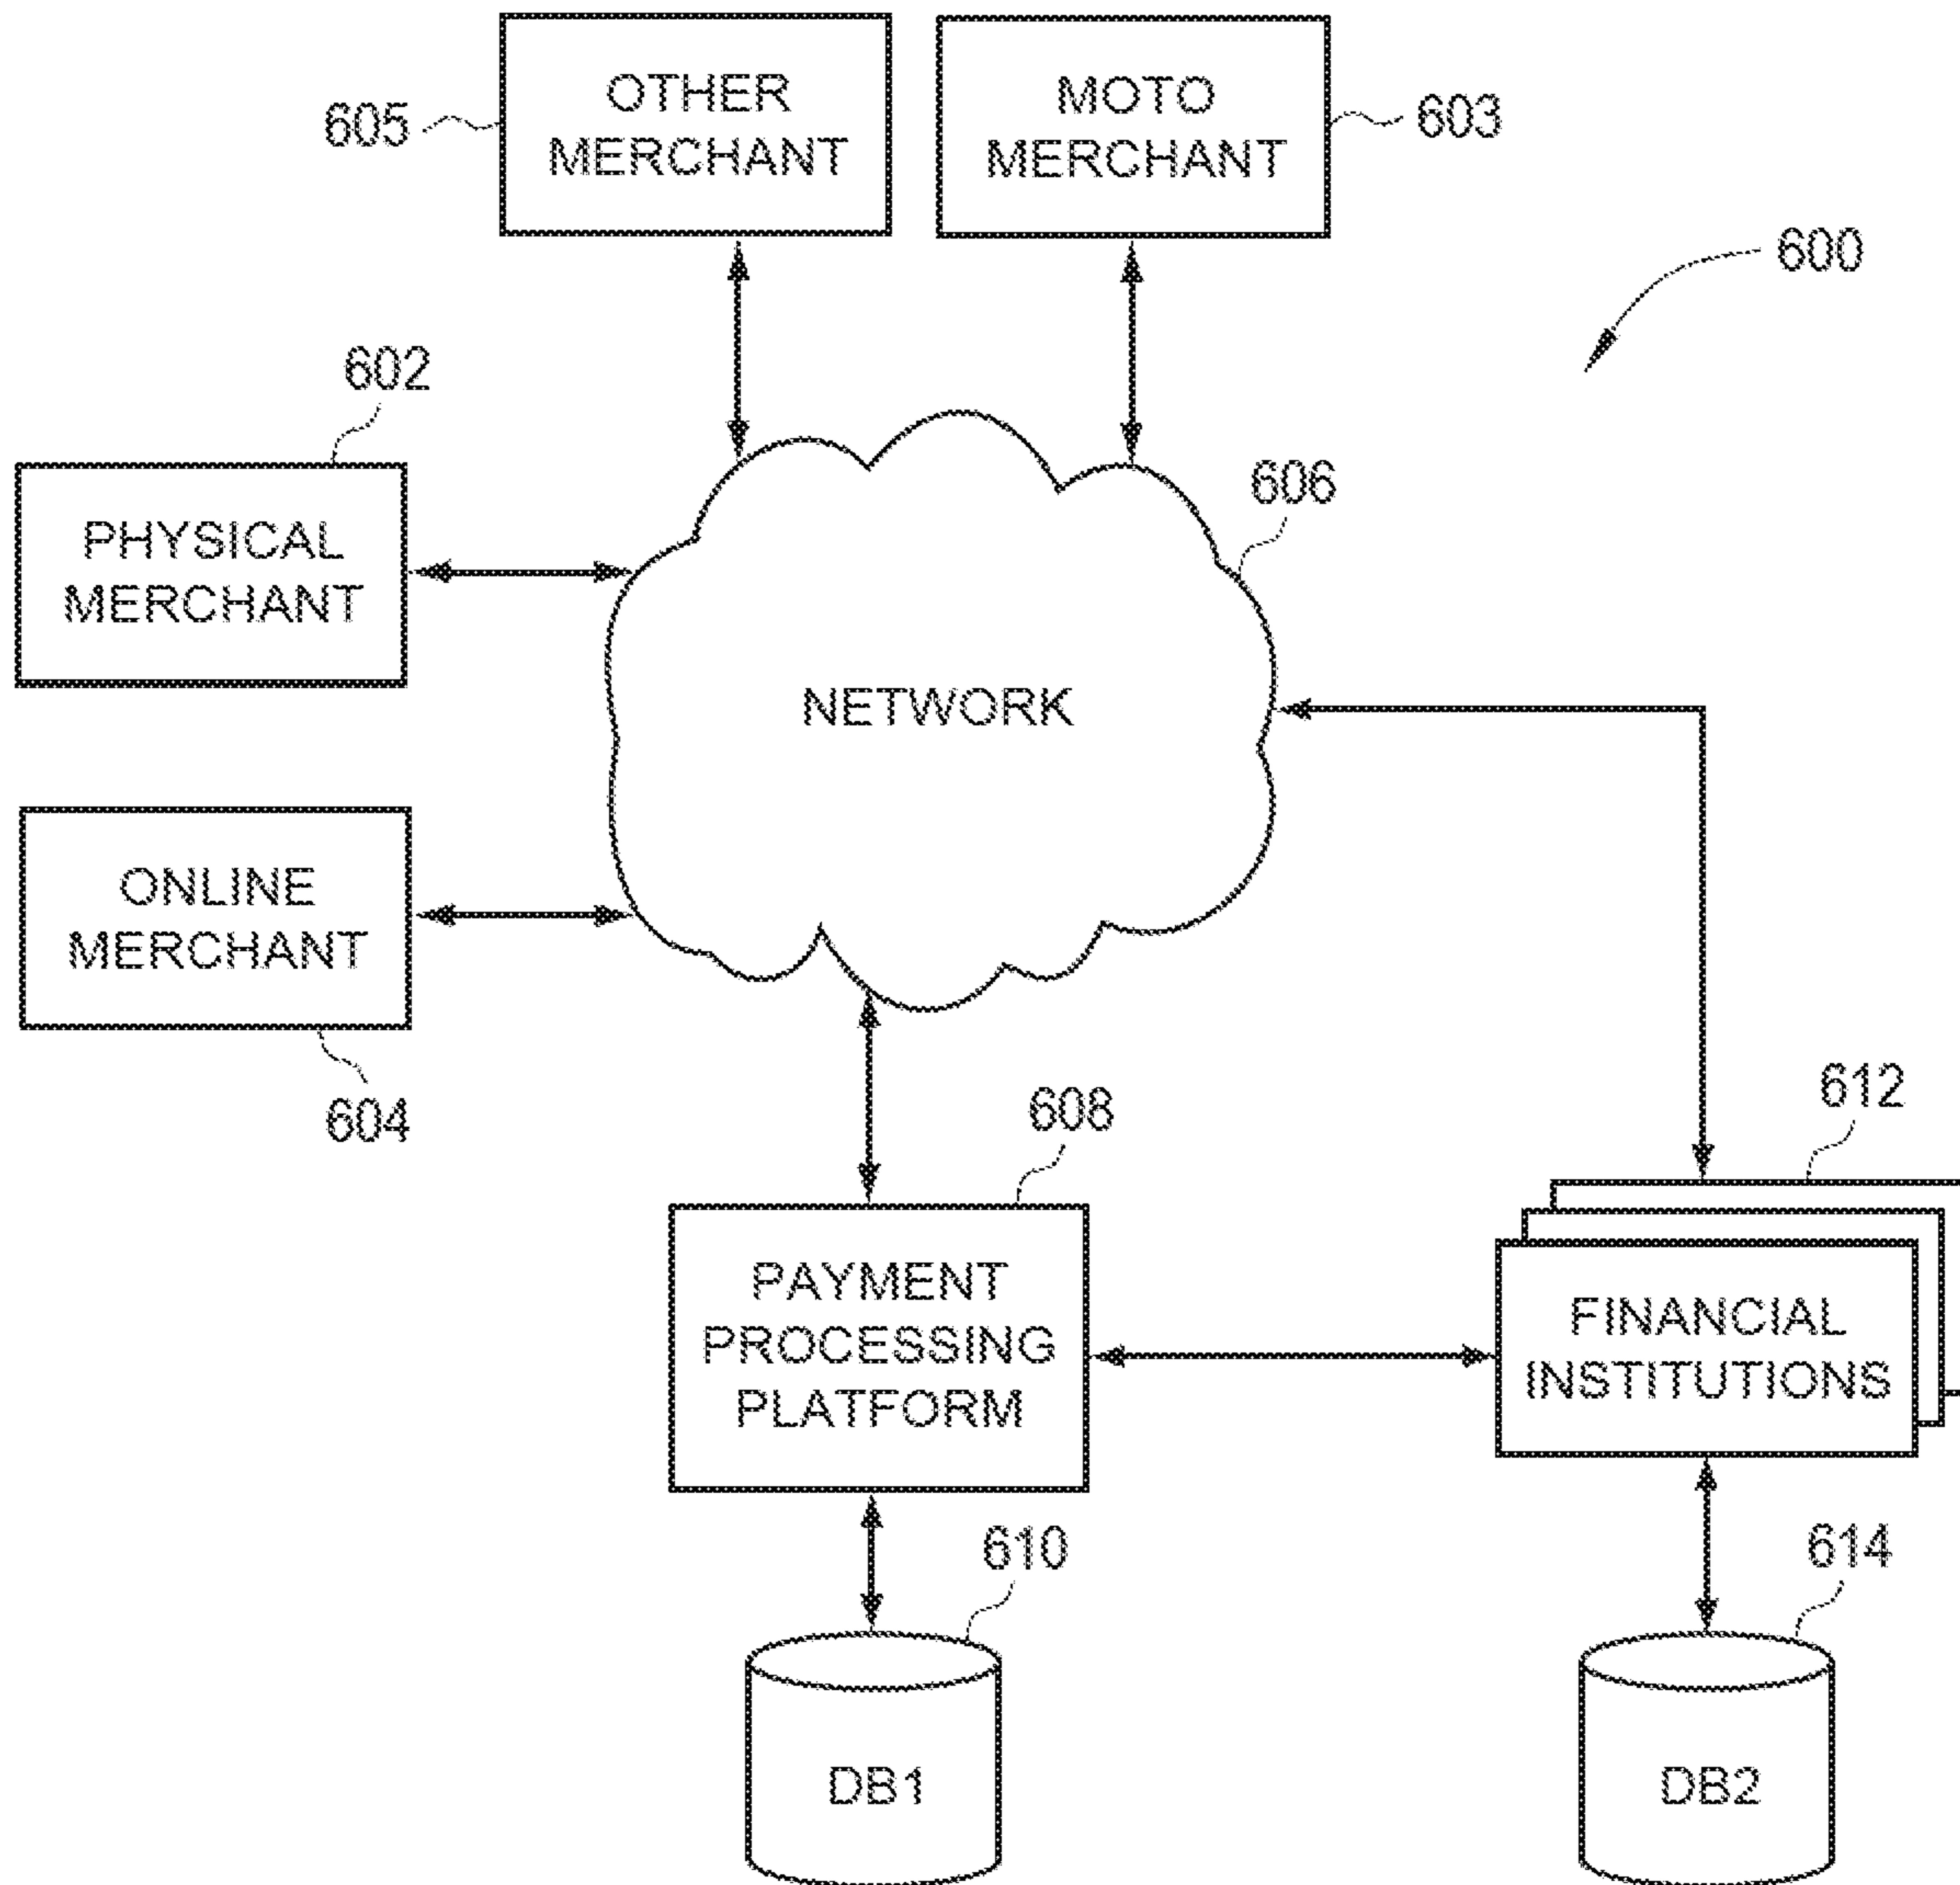 OTHER
MERCHANT
605
MOTO
MERCHANT
603
600
602
PHYSICAL
MERCHANT
606
NETWORK
ONLINE
MERCHANT
604
608
612
PAYMENT
PROCESSING
PLATFORM
FINANCIAL
INSTITUTIONS
610
614
DB1
DB2